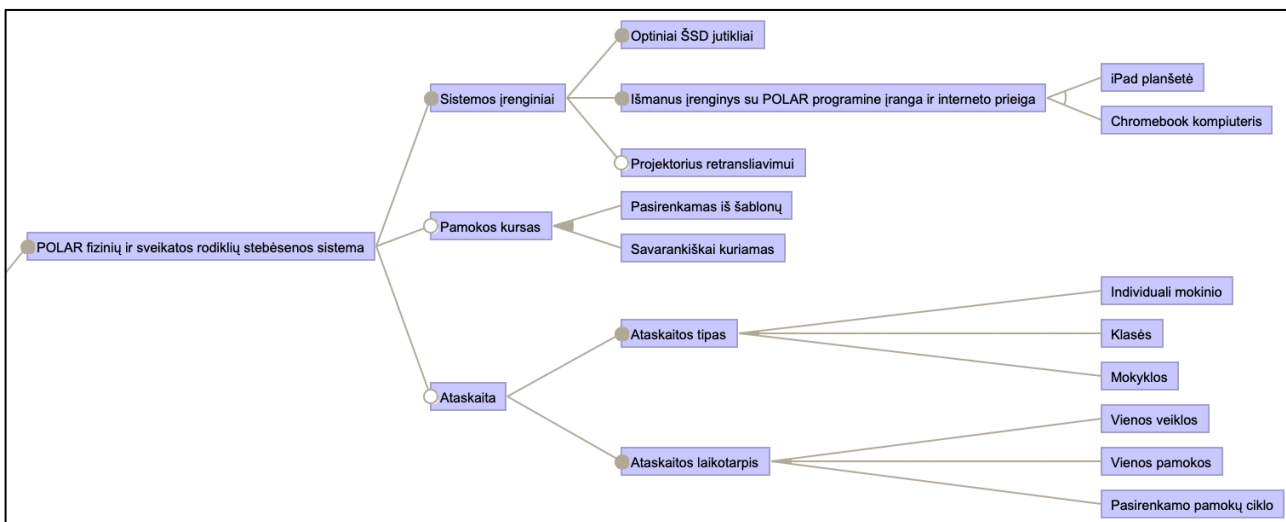 Optiniai ŠSD jutikliai
iPad planšetė
Sistemos įrenginiai
Išmanus įrenginys su POLAR programine įranga ir interneto prieiga
Chromebook kompiuteris
Projektorius retransliavimui
Pasirenkamas iš šablonų
Pamokos kursas
POLAR fizinių ir sveikatos rodiklių stebėsenos sistema
Savarankiškai kuriamas
Individuali mokinio
Ataskaitos tipas
Klasės
Mokyklos
Ataskaita
Vienos veiklos
Ataskaitos laikotarpis
Vienos pamokos
Pasirenkamo pamokų ciklo